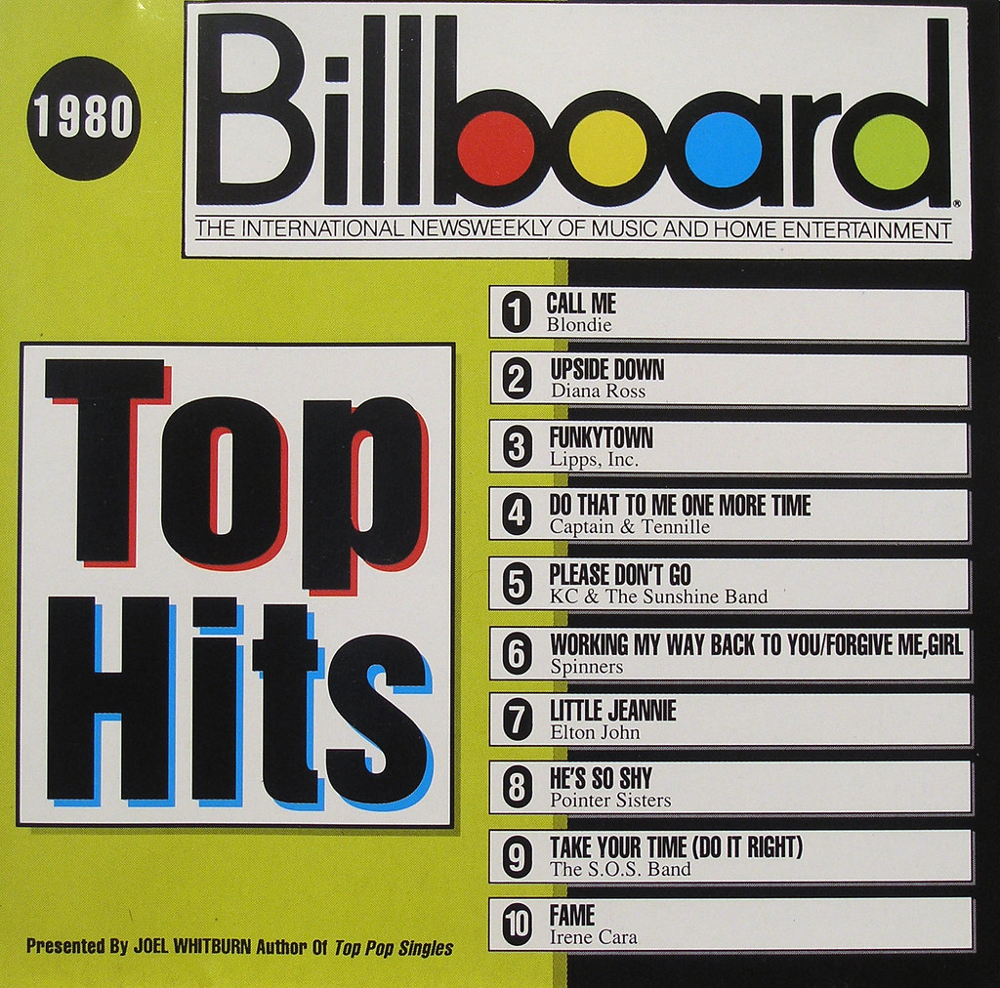 1980
Billboard®
THE INTERNATIONAL NEWSWEEKLY OF MUSIC AND HOME ENTERTAINMENT
Top
Hits
1 CALL ME
Blondie
2 UPSIDE DOWN
Diana Ross
3 FUNKYTOWN
Lipps, Inc.
4 DO THAT TO ME ONE MORE TIME
Captain & Tennille
5 PLEASE DON'T GO
KC & The Sunshine Band
6 WORKING MY WAY BACK TO YOU/FORGIVE ME,GIRL
Spinners
7 LITTLE JEANNIE
Elton John
8 HE'S SO SHY
Pointer Sisters
9 TAKE YOUR TIME (DO IT RIGHT)
The S.O.S. Band
10 FAME
Irene Cara
Presented By JOEL WHITBURN Author Of Top Pop Singles